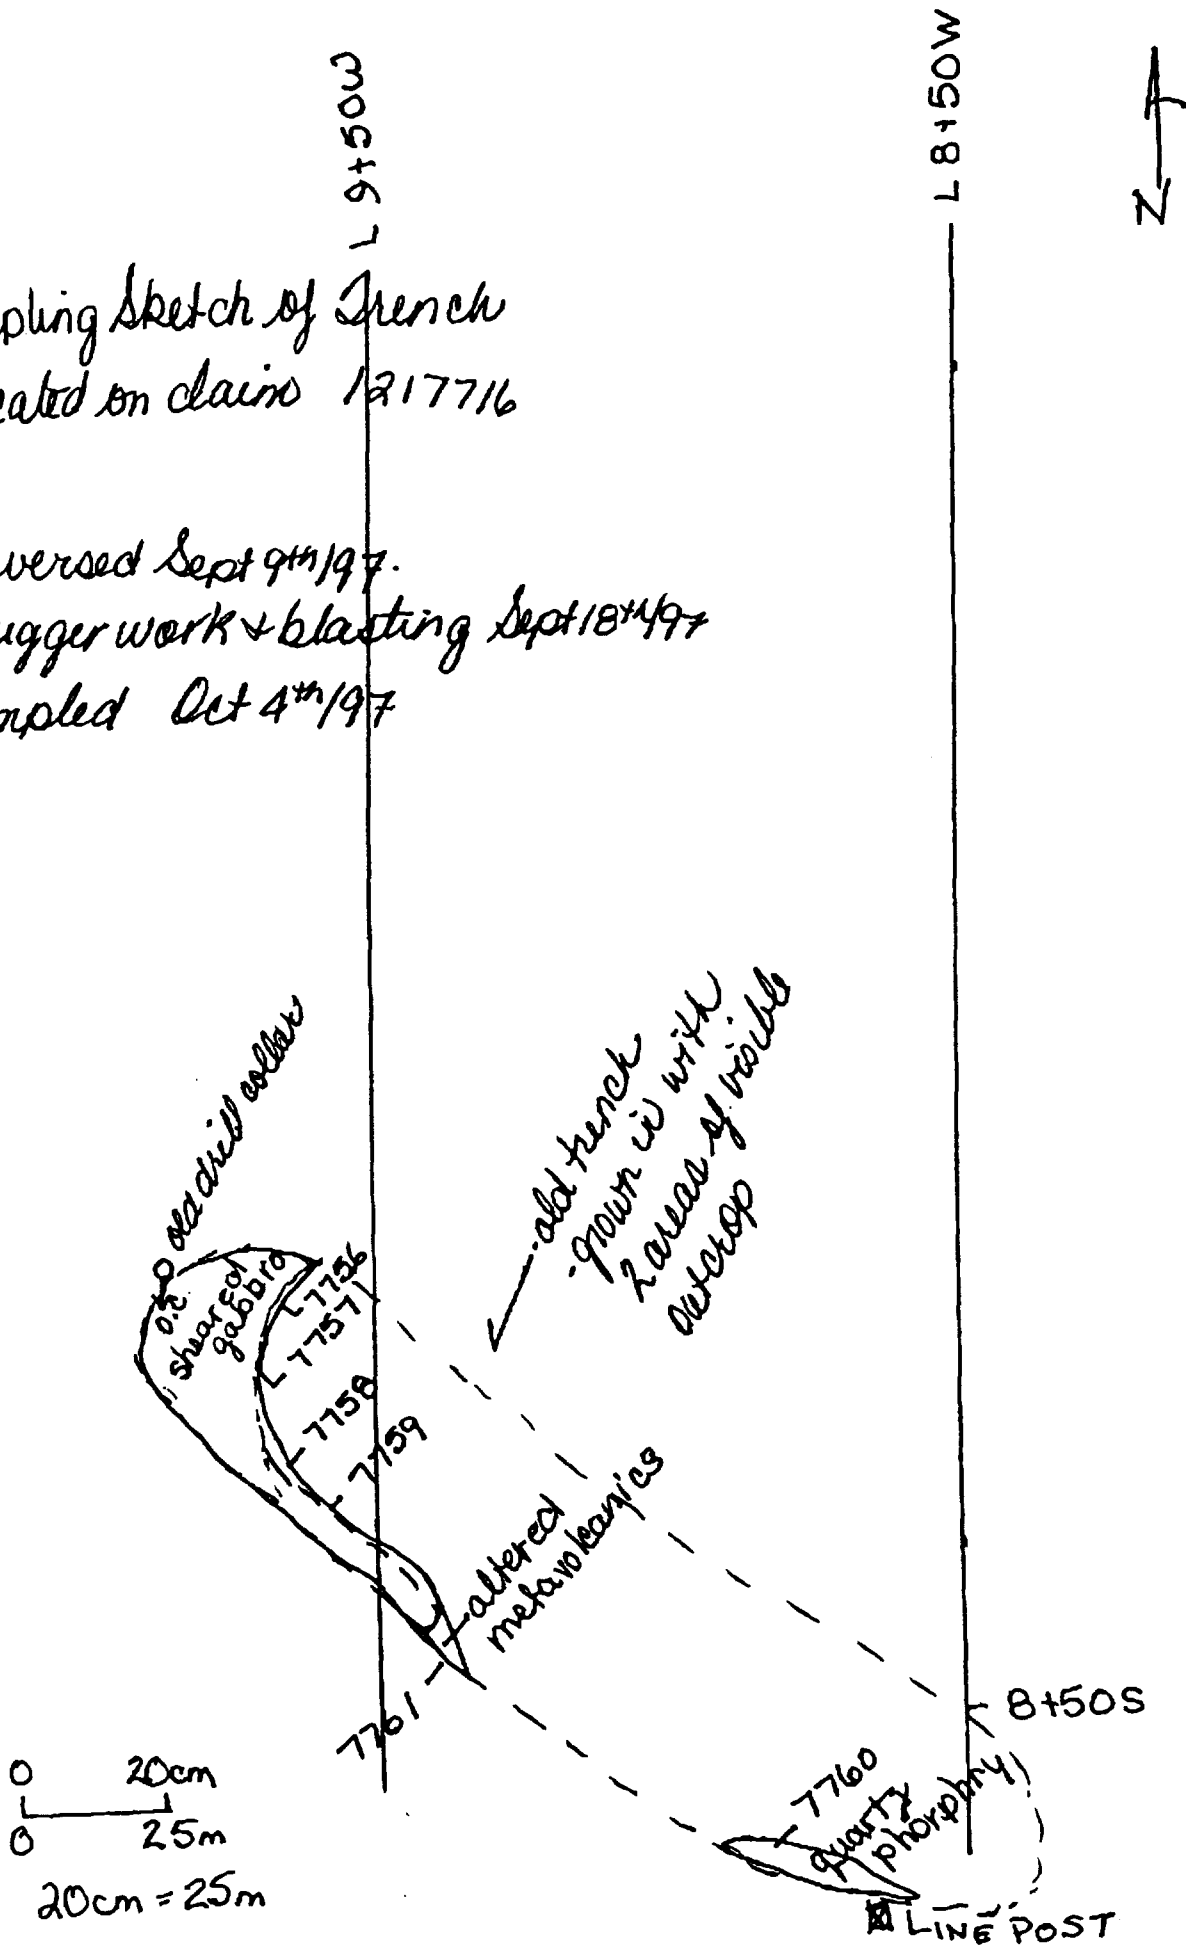 L 9+50W
L 8+50W
N
pling Sketch of Trench
cated on claim 1217716
versed Sept 9th/97.
ugger work & blasting Sept 18th/97
mpled Oct 4th/97
old drill collar
old trench
grown in with
2 areas of visible
outcrop
o.c.
sheared
gabbro
7756
7757
7758
7759
altered
metavolcanics
7761
8+50S
7760
quartz
phorphry
LINE POST
0 20cm
0 25m
20cm = 25m